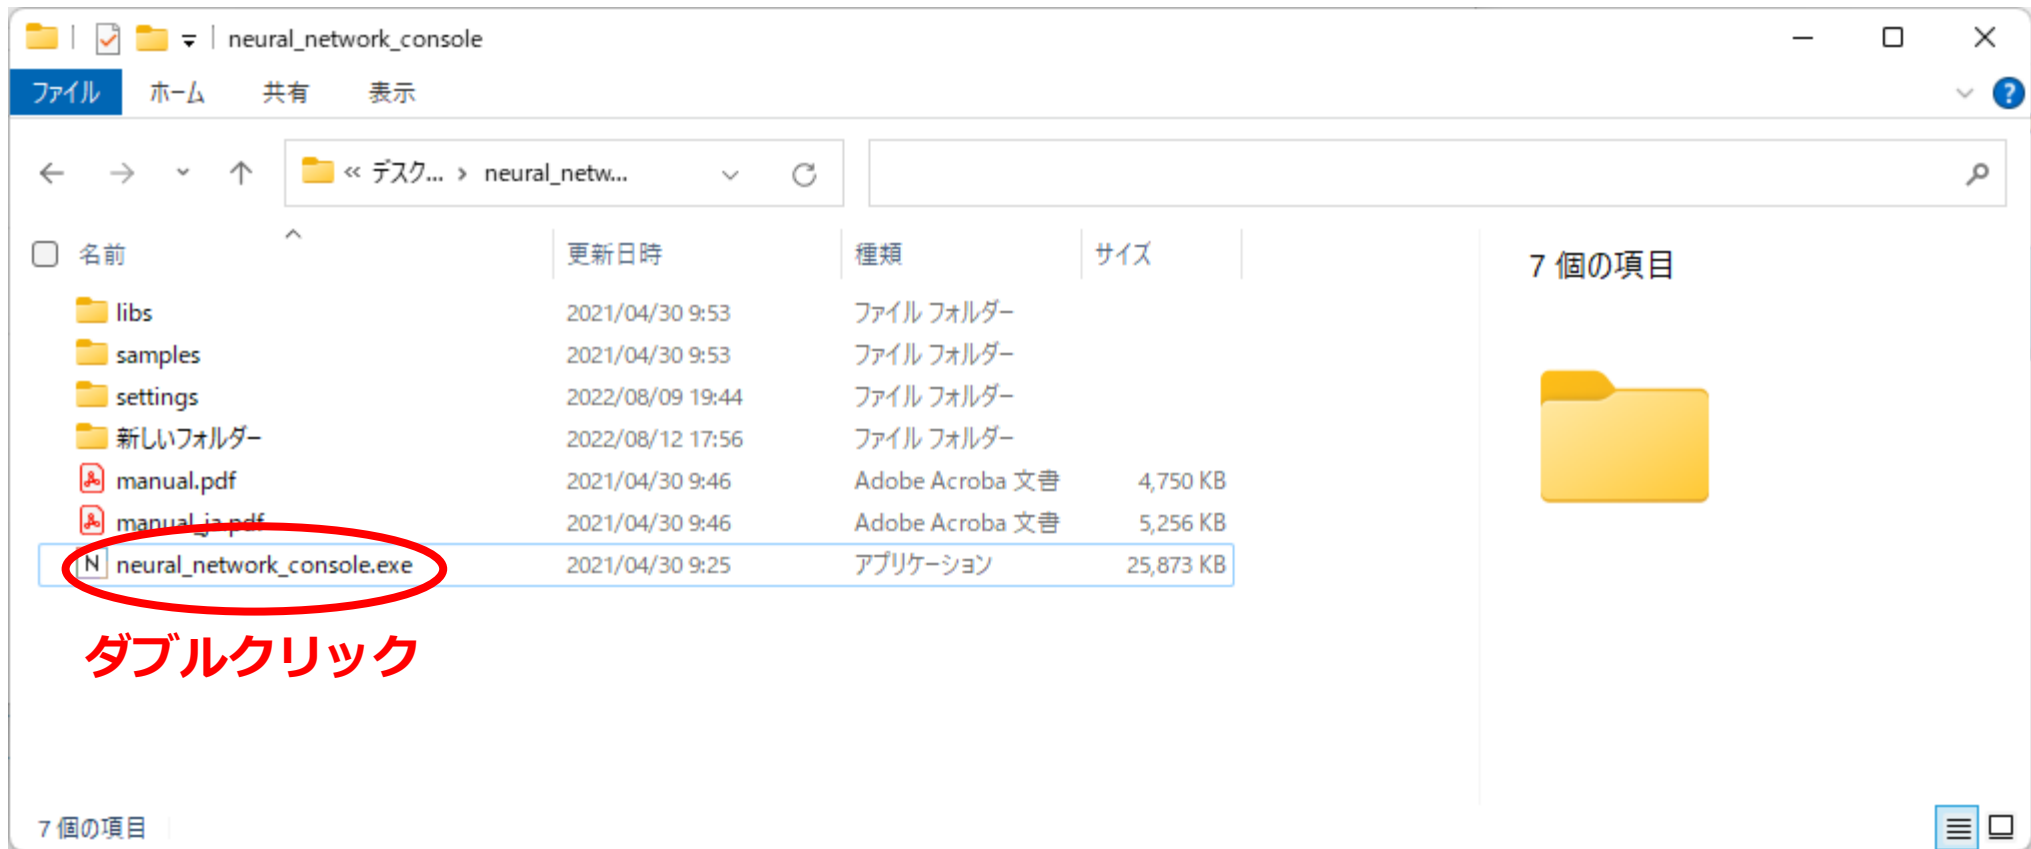 neural_network_console
ファイル ホーム 共有 表示
« デスク... › neural_netw...
名前 更新日時 種類 サイズ
7 個の項目
libs 2021/04/30 9:53 ファイル フォルダー
samples 2021/04/30 9:53 ファイル フォルダー
settings 2022/08/09 19:44 ファイル フォルダー
新しいフォルダー 2022/08/12 17:56 ファイル フォルダー
manual.pdf 2021/04/30 9:46 Adobe Acroba 文書 4,750 KB
manual_ja.pdf 2021/04/30 9:46 Adobe Acroba 文書 5,256 KB
N neural_network_console.exe 2021/04/30 9:25 アプリケーション 25,873 KB
ダブルクリック
7 個の項目